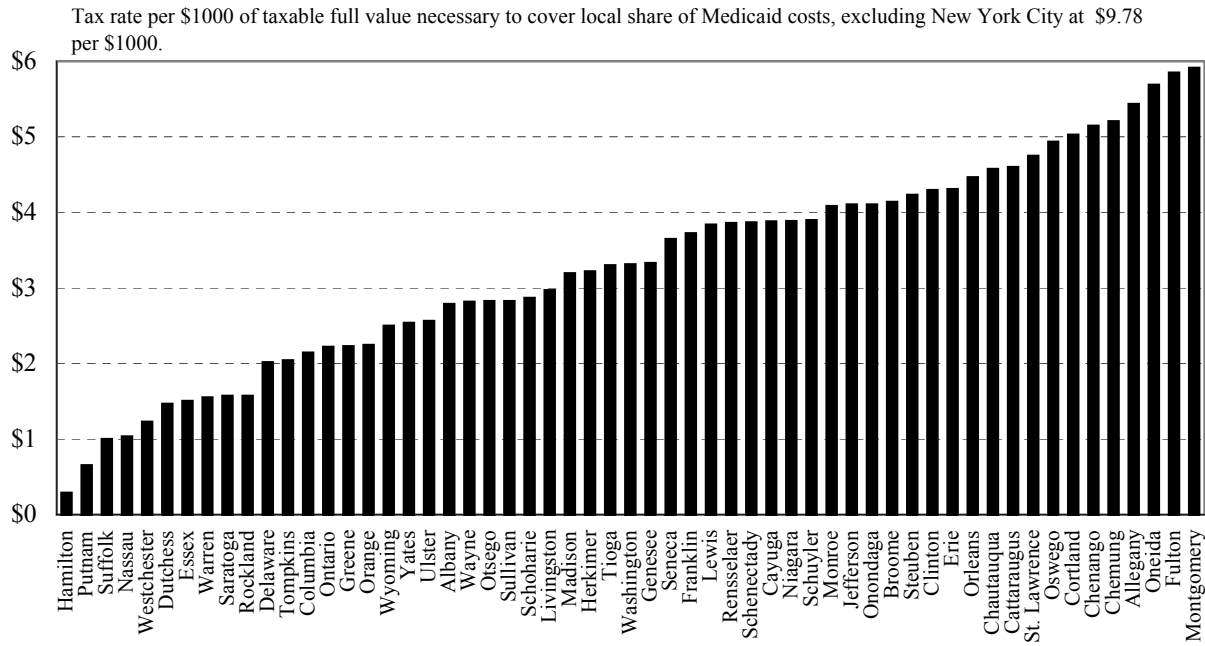 Tax rate per $1000 of taxable full value necessary to cover local share of Medicaid costs, excluding New York City at $9.78
per $1000.
$6
$5
$4
$3
$2
$1
$0
Hamilton
Putnam
Suffolk
Nassau
Westchester
Dutchess
Essex
Warren
Saratoga
Rockland
Delaware
Tompkins
Columbia
Ontario
Greene
Orange
Wyoming
Yates
Ulster
Albany
Wayne
Otsego
Sullivan
Schoharie
Livingston
Madison
Herkimer
Tioga
Washington
Genesee
Seneca
Franklin
Lewis
Rensselaer
Schenectady
Cayuga
Niagara
Schuyler
Monroe
Jefferson
Onondaga
Broome
Steuben
Clinton
Erie
Orleans
Chautauqua
Cattaraugus
St. Lawrence
Oswego
Cortland
Chenango
Chemung
Allegany
Oneida
Fulton
Montgomery